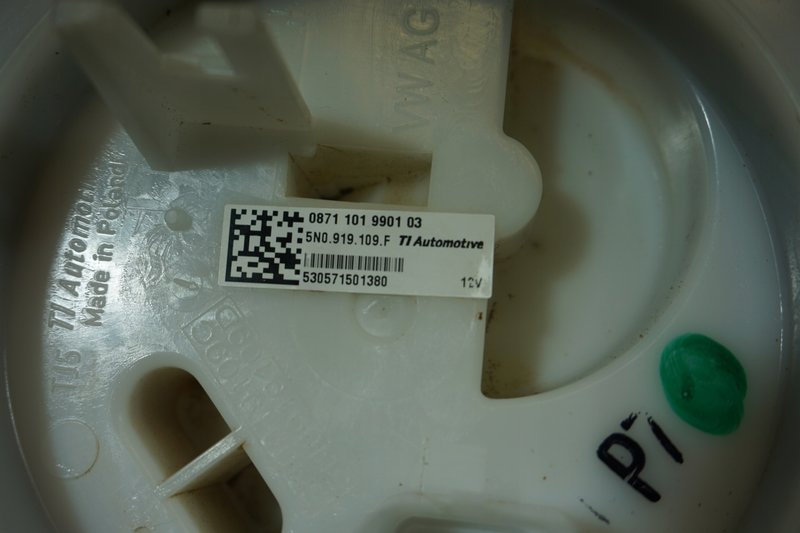 VW AG
0871 101 9901 03
5N0.919.109.F TI Automotive
530571501380
12V
TI Automotive
Made in Poland
PI